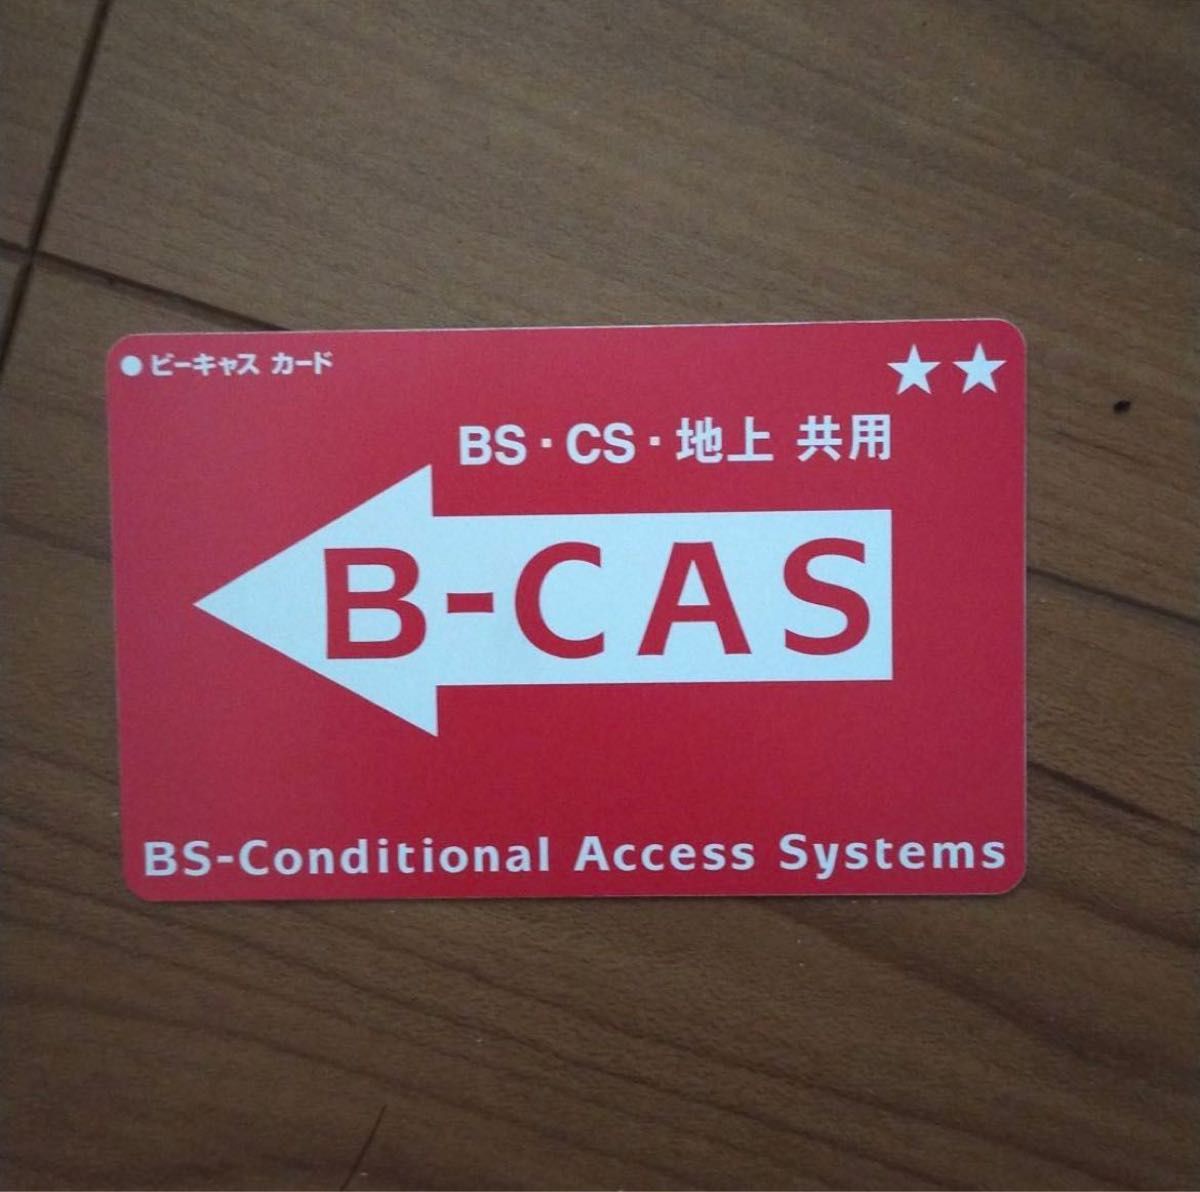 ●ビーキャス カード
★★
BS・CS・地上 共用
B-CAS
BS-Conditional Access Systems